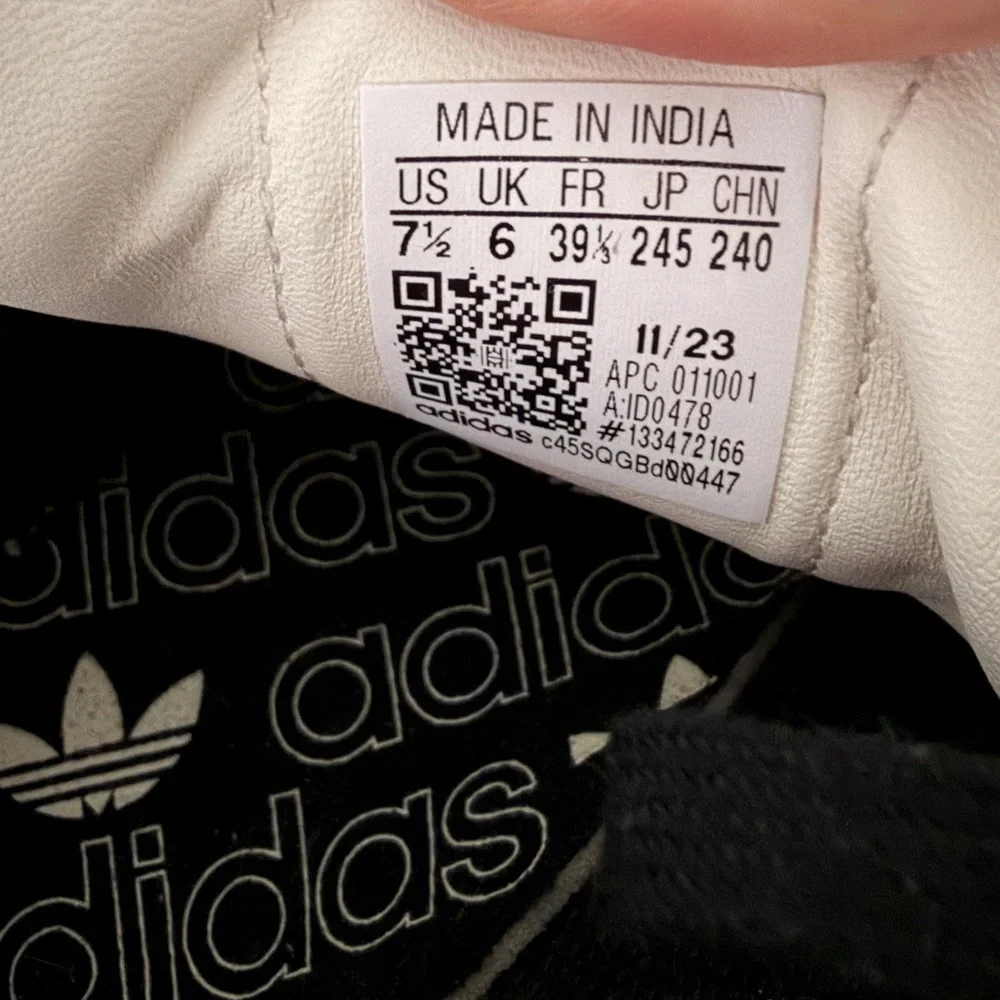 MADE IN INDIA
US UK FR JP CHN
7½ 6 39⅓ 245 240
11/23
APC 011001
A:ID0478
#133472166
adidas c45SQGBd00447
adidas
adidas
adidas